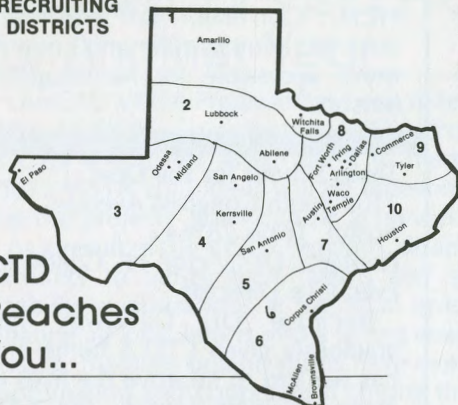 RECRUITING
DISTRICTS
1
Amarillo
2
Lubbock
Witchita
Falls
8
Abilene
Fort Worth
Irving
Dallas
Arlington
Commerce
9
Tyler
El Paso
Odessa
Midland
San Angelo
Waco
Temple
3
4
Kerrsville
Austin
10
Houston
San Antonio
7
5
6
6
Corpus Christi
McAllen
Brownsville
CTD
reaches
you...